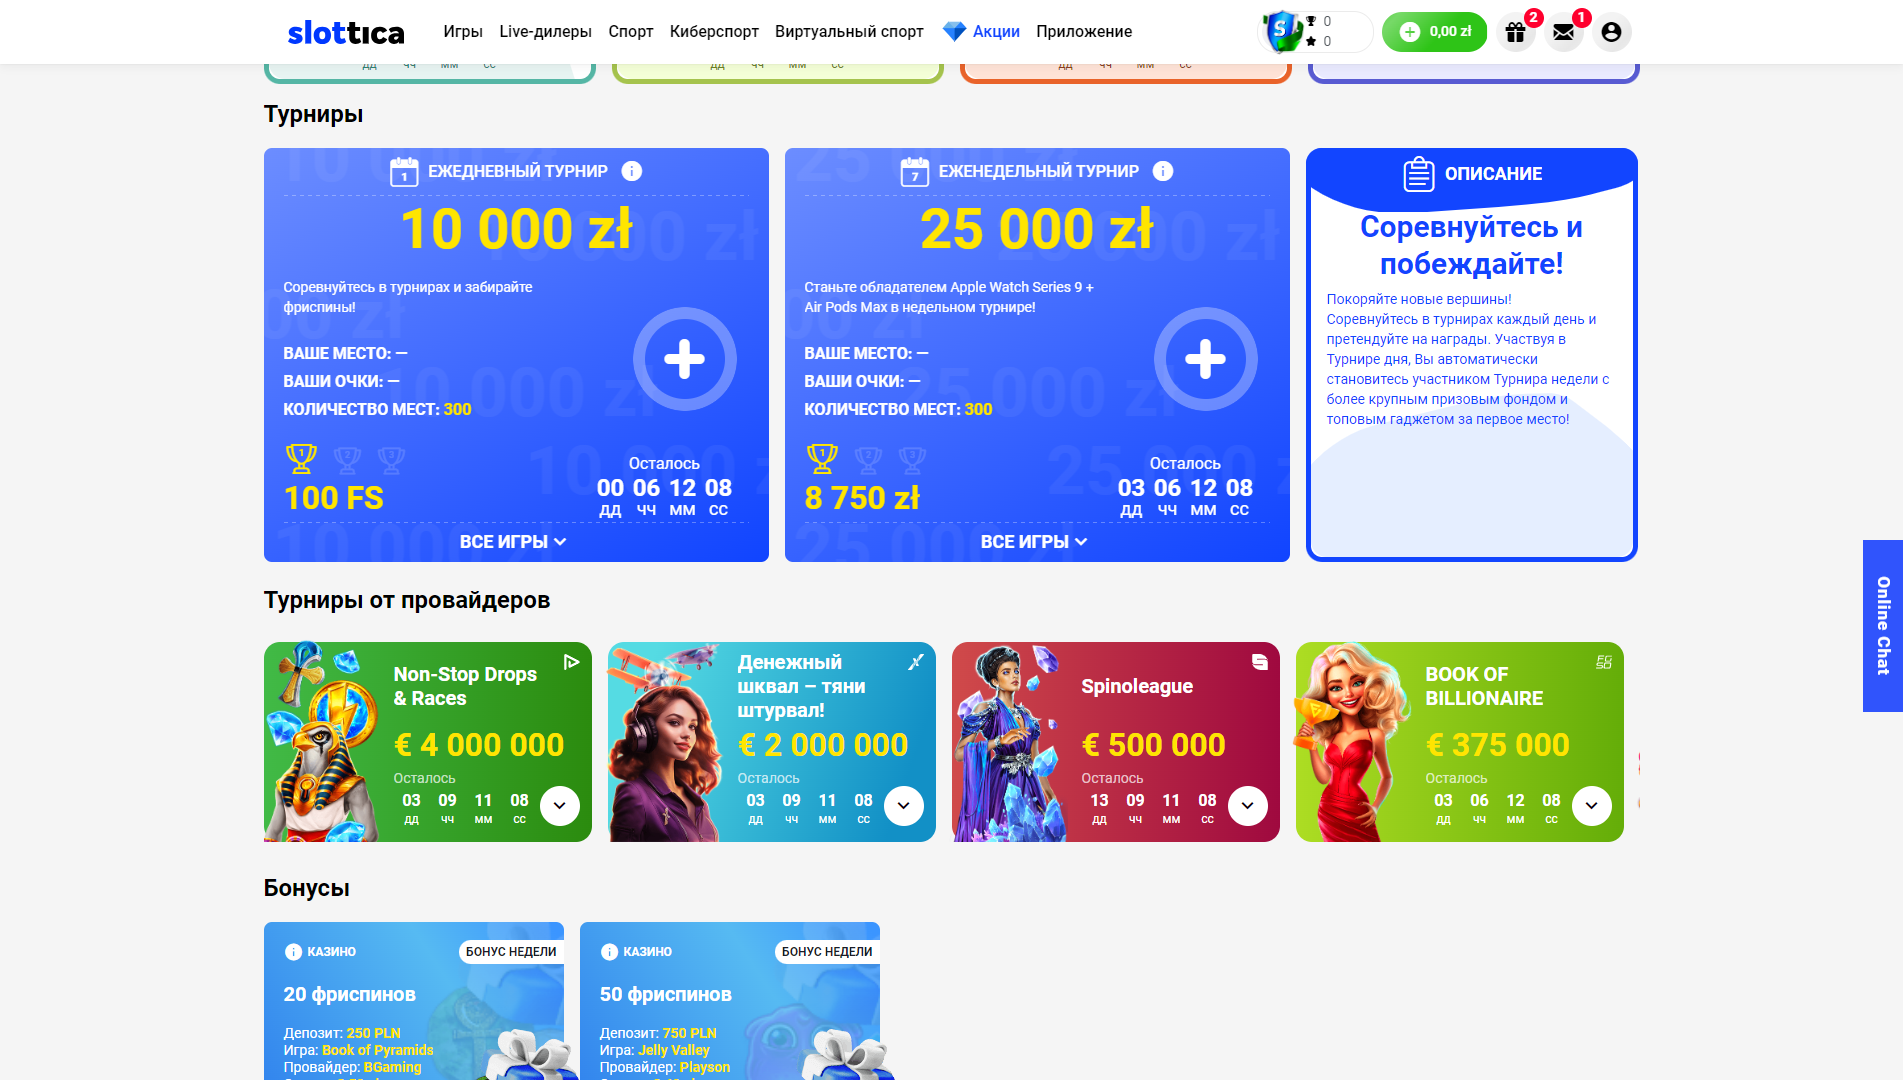 slottica
Игры Live-дилеры Спорт Киберспорт Виртуальный спорт Акции Приложение
0
0
0,00 zł
2
1
ДД ЧЧ ММ СС
ДД ЧЧ ММ СС
ДД ЧЧ ММ СС
Турниры
1 ЕЖЕДНЕВНЫЙ ТУРНИР
10 000 zł
Соревнуйтесь в турнирах и забирайте
фриспины!
ВАШЕ МЕСТО: —
ВАШИ ОЧКИ: —
КОЛИЧЕСТВО МЕСТ: 300
1 2 3
100 FS
Осталось
00 06 12 08
ДД ЧЧ ММ СС
ВСЕ ИГРЫ
7 ЕЖЕНЕДЕЛЬНЫЙ ТУРНИР
25 000 zł
Станьте обладателем Apple Watch Series 9 +
Air Pods Max в недельном турнире!
ВАШЕ МЕСТО: —
ВАШИ ОЧКИ: —
КОЛИЧЕСТВО МЕСТ: 300
1 2 3
8 750 zł
Осталось
03 06 12 08
ДД ЧЧ ММ СС
ВСЕ ИГРЫ
ОПИСАНИЕ
Соревнуйтесь и
побеждайте!
Покоряйте новые вершины!
Соревнуйтесь в турнирах каждый день и
претендуйте на награды. Участвуя в
Турнире дня, Вы автоматически
становитесь участником Турнира недели с
более крупным призовым фондом и
топовым гаджетом за первое место!
Online Chat
Турниры от провайдеров
Non-Stop Drops
& Races
€ 4 000 000
Осталось
03 09 11 08
ДД ЧЧ ММ СС
Денежный
шквал – тяни
штурвал!
€ 2 000 000
Осталось
03 09 11 08
ДД ЧЧ ММ СС
Spinoleague
€ 500 000
Осталось
13 09 11 08
ДД ЧЧ ММ СС
BOOK OF
BILLIONAIRE
€ 375 000
Осталось
03 06 12 08
ДД ЧЧ ММ СС
Бонусы
КАЗИНО
БОНУС НЕДЕЛИ
20 фриспинов
Депозит: 250 PLN
Игра: Book of Pyramids
Провайдер: BGaming
КАЗИНО
БОНУС НЕДЕЛИ
50 фриспинов
Депозит: 750 PLN
Игра: Jelly Valley
Провайдер: Playson